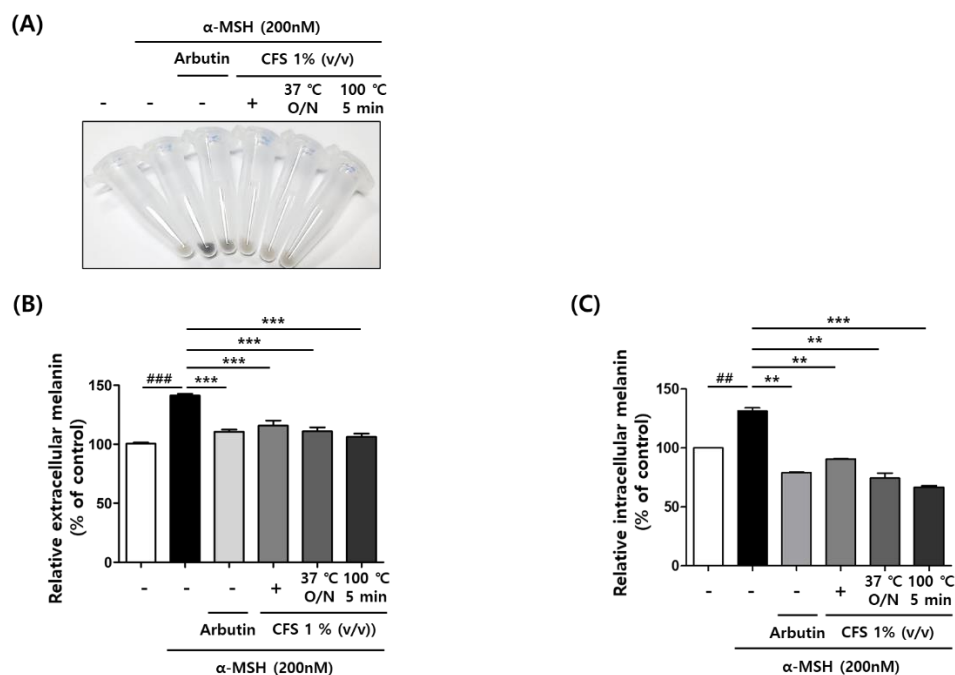 (A)
α-MSH (200nM)
Arbutin CFS 1% (v/v)
- - - + 37 ℃ O/N 100 ℃ 5 min
(B)
***
***
***
### ***
Relative extracellular melanin
(% of control)
150
100
50
0
- - - + 37 ℃ O/N 100 ℃ 5 min
Arbutin CFS 1 % (v/v))
α-MSH (200nM)
(C)
***
**
**
## **
Relative intracellular melanin
(% of control)
150
100
50
0
- - - + 37 ℃ O/N 100 ℃ 5 min
Arbutin CFS 1% (v/v)
α-MSH (200nM)